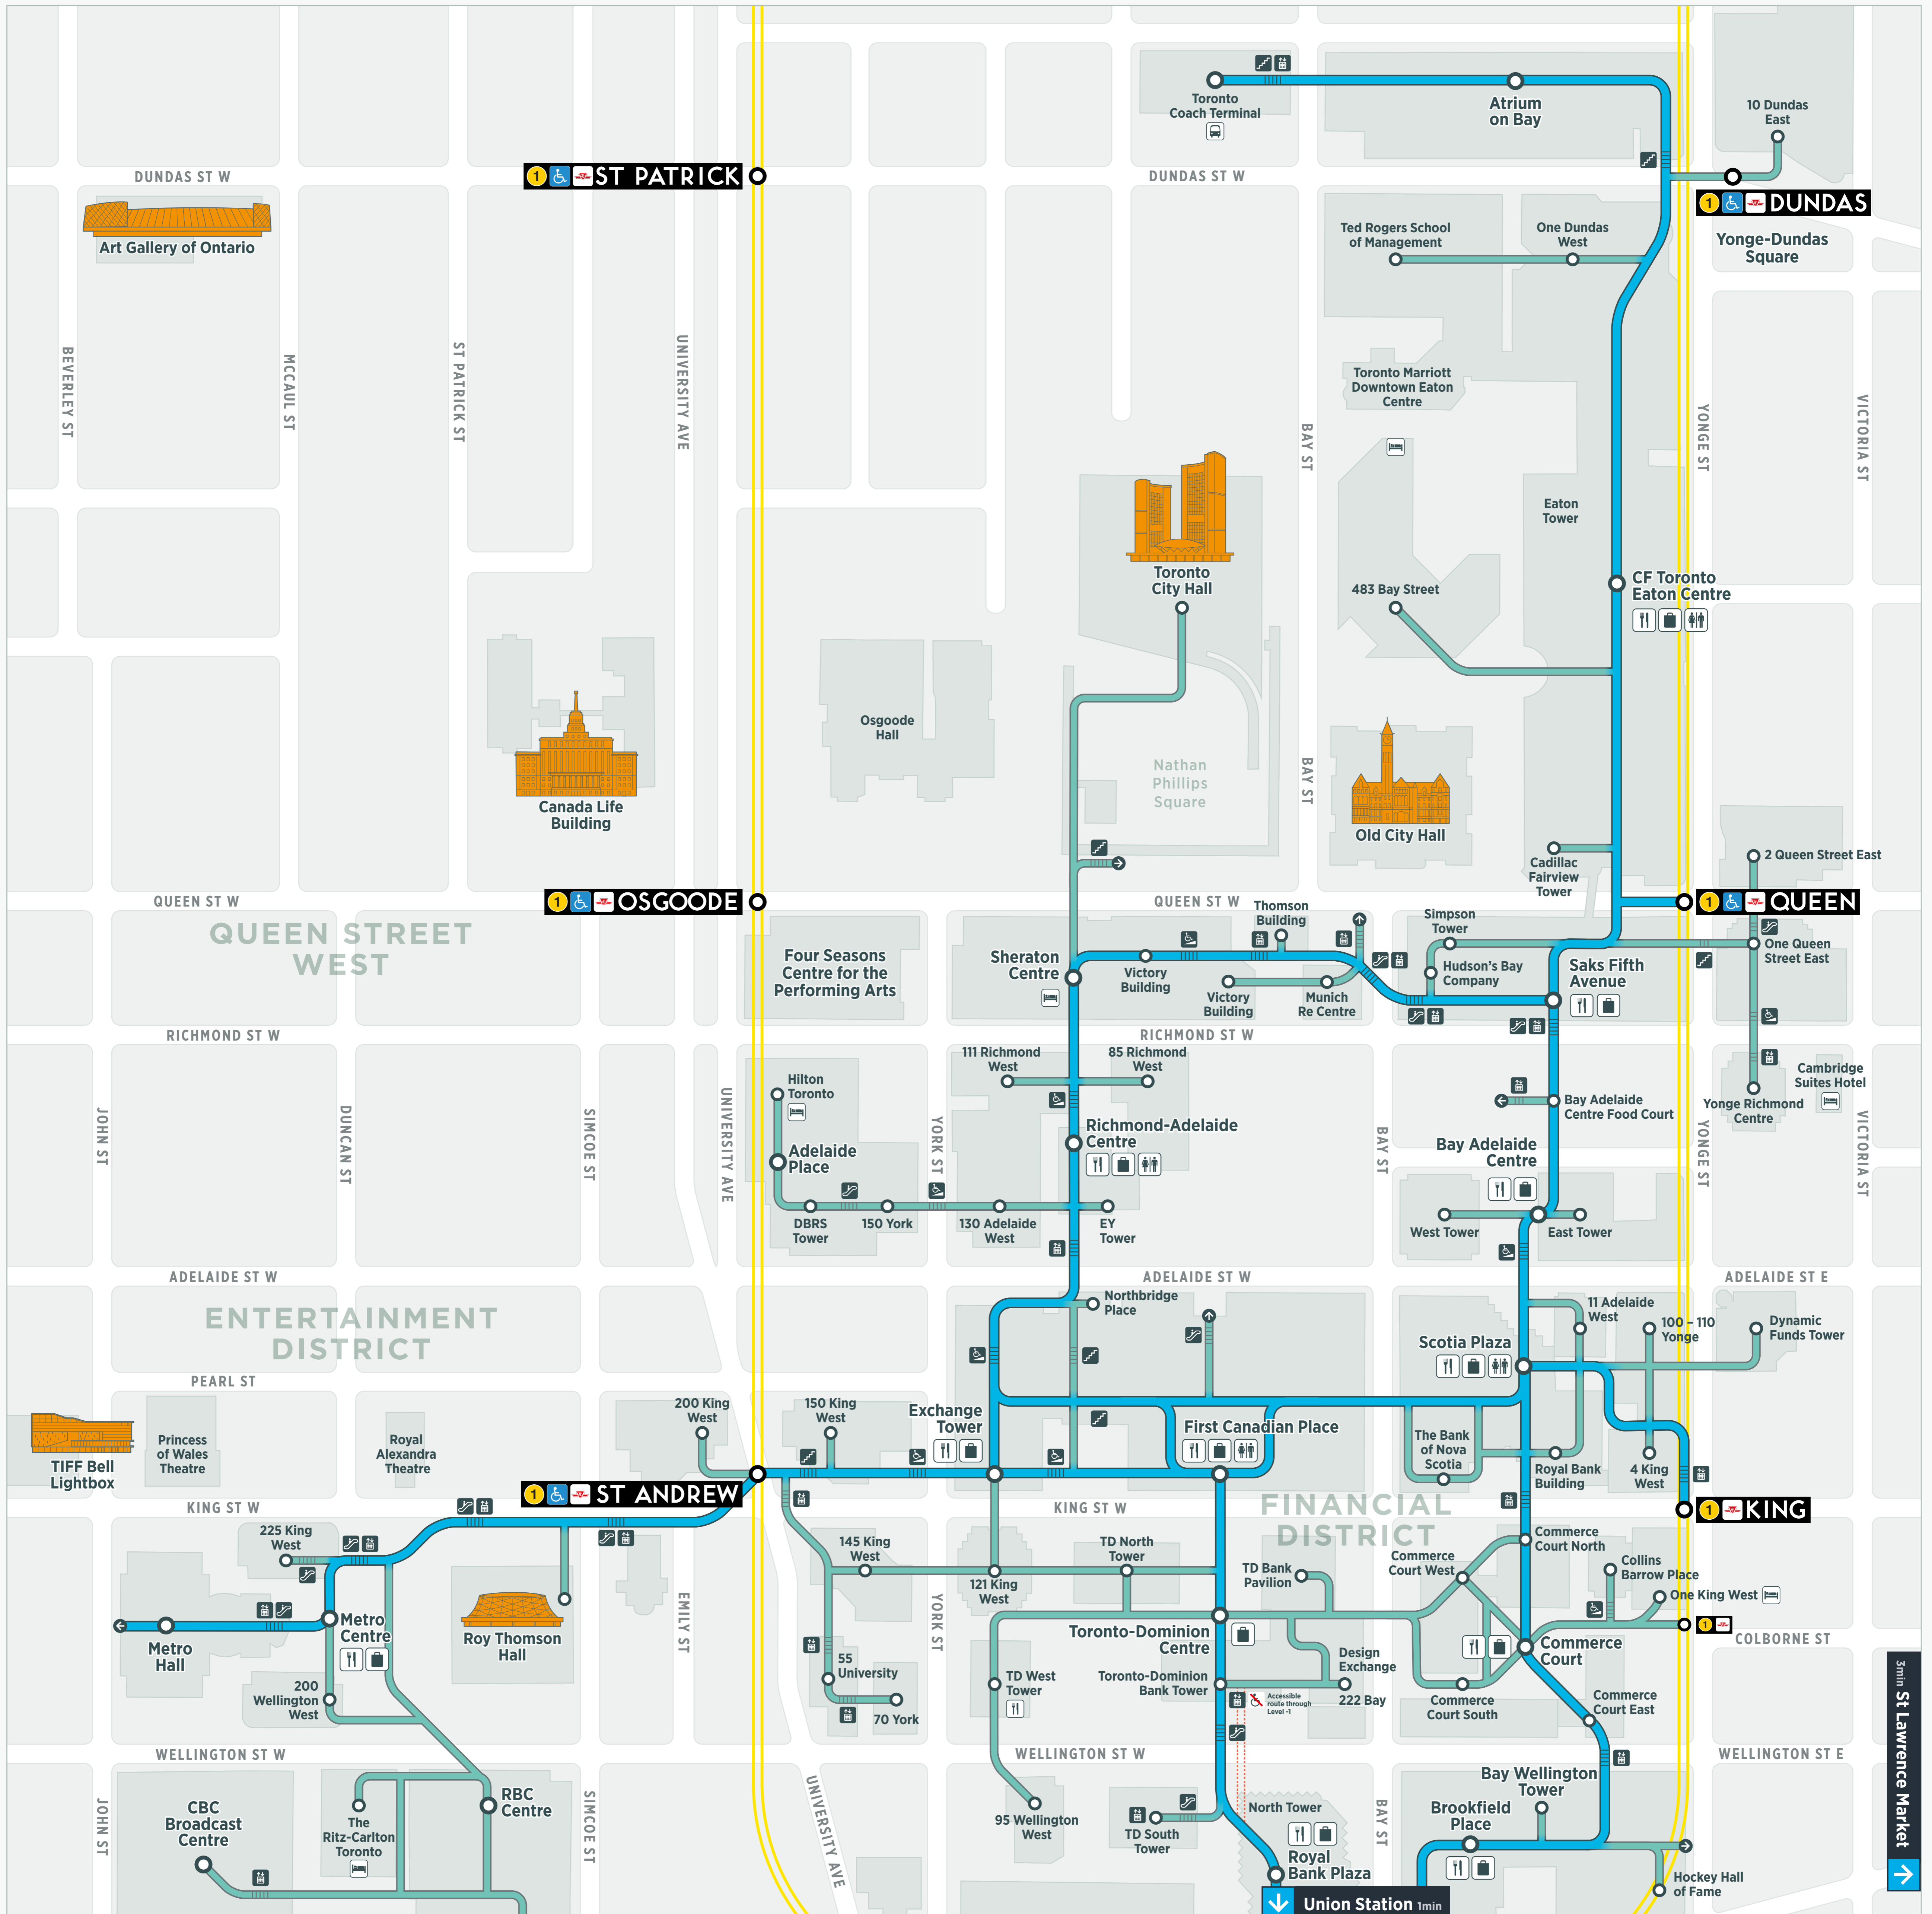 Toronto
Coach Terminal
Atrium
on Bay
10 Dundas
East
DUNDAS ST W
1 ST PATRICK
DUNDAS ST W
1 DUNDAS
Art Gallery of Ontario
Ted Rogers School
of Management
One Dundas
West
Yonge-Dundas
Square
BEVERLEY ST
MCCAUL ST
ST PATRICK ST
UNIVERSITY AVE
Toronto Marriott
Downtown Eaton
Centre
BAY ST
YONGE ST
VICTORIA ST
Eaton
Tower
Toronto
City Hall
483 Bay Street
CF Toronto
Eaton Centre
Osgoode
Hall
Nathan
Phillips
Square
BAY ST
Canada Life
Building
Old City Hall
Cadillac
Fairview
Tower
2 Queen Street East
QUEEN ST W
1 OSGOODE
QUEEN ST W
1 QUEEN
QUEEN STREET
WEST
Four Seasons
Centre for the
Performing Arts
Sheraton
Centre
Victory
Building
Thomson
Building
Victory
Building
Munich
Re Centre
Simpson
Tower
Hudson's Bay
Company
Saks Fifth
Avenue
One Queen
Street East
RICHMOND ST W
RICHMOND ST W
111 Richmond
West
85 Richmond
West
Hilton
Toronto
Cambridge
Suites Hotel
Yonge Richmond
Centre
Bay Adelaide
Centre Food Court
JOHN ST
DUNCAN ST
SIMCOE ST
UNIVERSITY AVE
YORK ST
Richmond-Adelaide
Centre
BAY ST
Bay Adelaide
Centre
YONGE ST
VICTORIA ST
Adelaide
Place
DBRS
Tower
150 York
130 Adelaide
West
EY
Tower
West Tower
East Tower
ADELAIDE ST W
ADELAIDE ST W
ADELAIDE ST E
ENTERTAINMENT
DISTRICT
Northbridge
Place
11 Adelaide
West
100 – 110
Yonge
Dynamic
Funds Tower
Scotia Plaza
PEARL ST
TIFF Bell
Lightbox
Princess
of Wales
Theatre
Royal
Alexandra
Theatre
200 King
West
150 King
West
Exchange
Tower
First Canadian Place
The Bank
of Nova
Scotia
Royal Bank
Building
4 King
West
1 ST ANDREW
KING ST W
KING ST W
FINANCIAL
DISTRICT
1 KING
225 King
West
145 King
West
121 King
West
TD North
Tower
TD Bank
Pavilion
Commerce
Court West
Commerce
Court North
Collins
Barrow Place
One King West
1
COLBORNE ST
Metro
Hall
Metro
Centre
Roy Thomson
Hall
EMILY ST
YORK ST
55
University
70 York
Toronto-Dominion
Centre
TD West
Tower
Toronto-Dominion
Bank Tower
Design
Exchange
222 Bay
Accessible
route through
Level -1
Commerce
Court
Commerce
Court South
Commerce
Court East
200
Wellington
West
WELLINGTON ST W
WELLINGTON ST W
WELLINGTON ST E
3min St Lawrence Market
JOHN ST
CBC
Broadcast
Centre
The
Ritz-Carlton
Toronto
RBC
Centre
SIMCOE ST
UNIVERSITY AVE
95 Wellington
West
TD South
Tower
North Tower
Royal
Bank Plaza
BAY ST
Bay Wellington
Tower
Brookfield
Place
Hockey Hall
of Fame
Union Station 1min